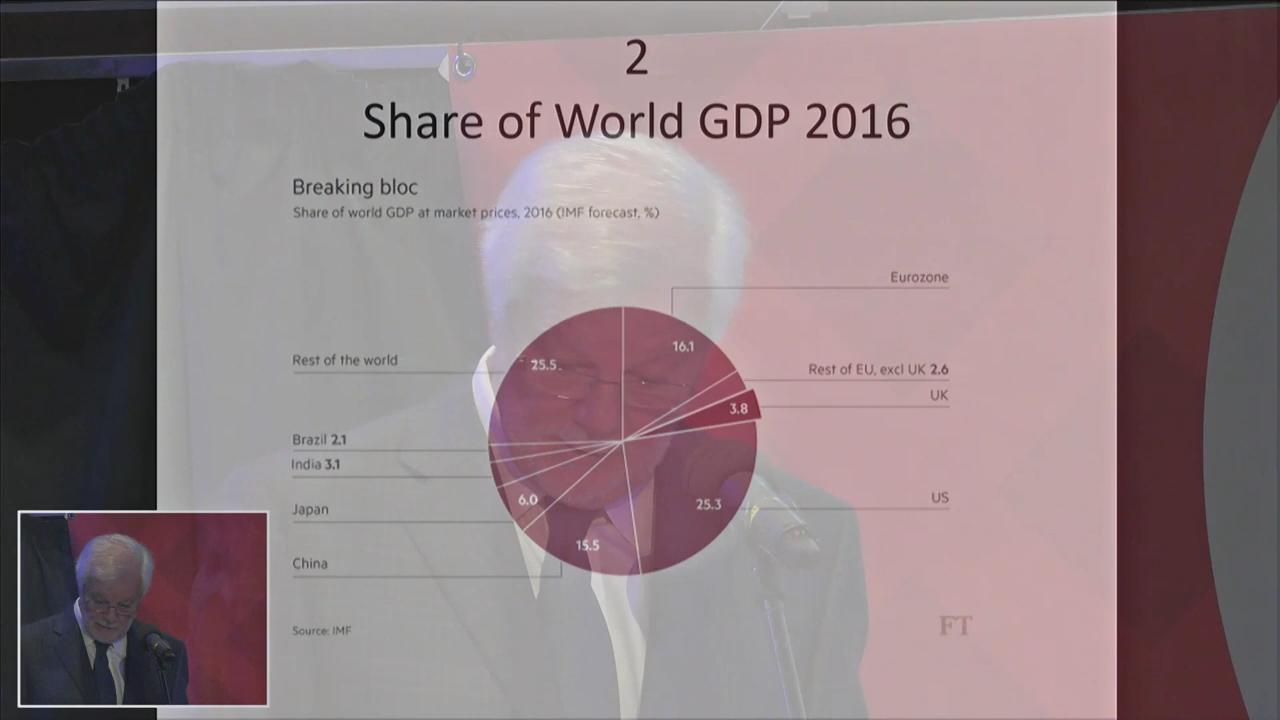 2
Share of World GDP 2016
Breaking bloc
Share of world GDP at market prices, 2016 (IMF forecast, %)
Eurozone
16.1
Rest of the world
25.5
Rest of EU, excl UK 2.6
UK
3.8
Brazil 2.1
India 3.1
US
25.3
6.0
Japan
15.5
China
Source: IMF
FT